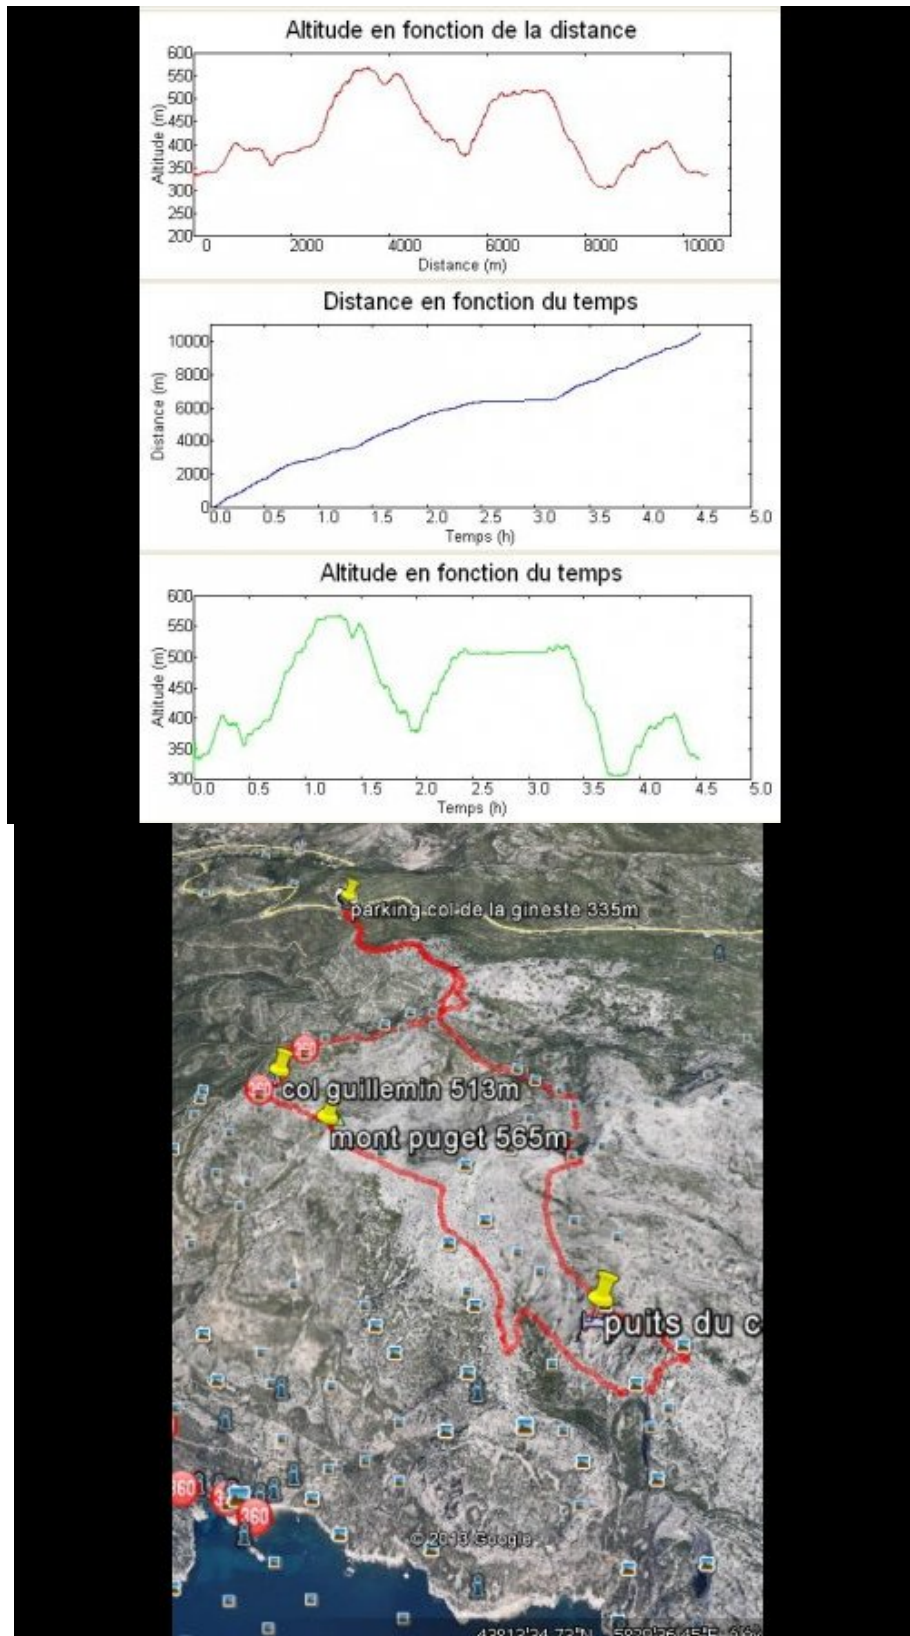 Altitude en fonction de la distance
600
550
500
450
400
350
300
250
200
Altitude (m)
0 2000 4000 6000 8000 10000
Distance (m)
Distance en fonction du temps
10000
8000
6000
4000
2000
0
Distance (m)
0.0 0.5 1.0 1.5 2.0 2.5 3.0 3.5 4.0 4.5 5.0
Temps (h)
Altitude en fonction du temps
600
550
500
450
400
350
300
Altitude (m)
0.0 0.5 1.0 1.5 2.0 2.5 3.0 3.5 4.0 4.5 5.0
Temps (h)
parking col de la gineste 335m
col guillemin 513m
mont puget 565m
puits du c
360
360
© 2013 Google